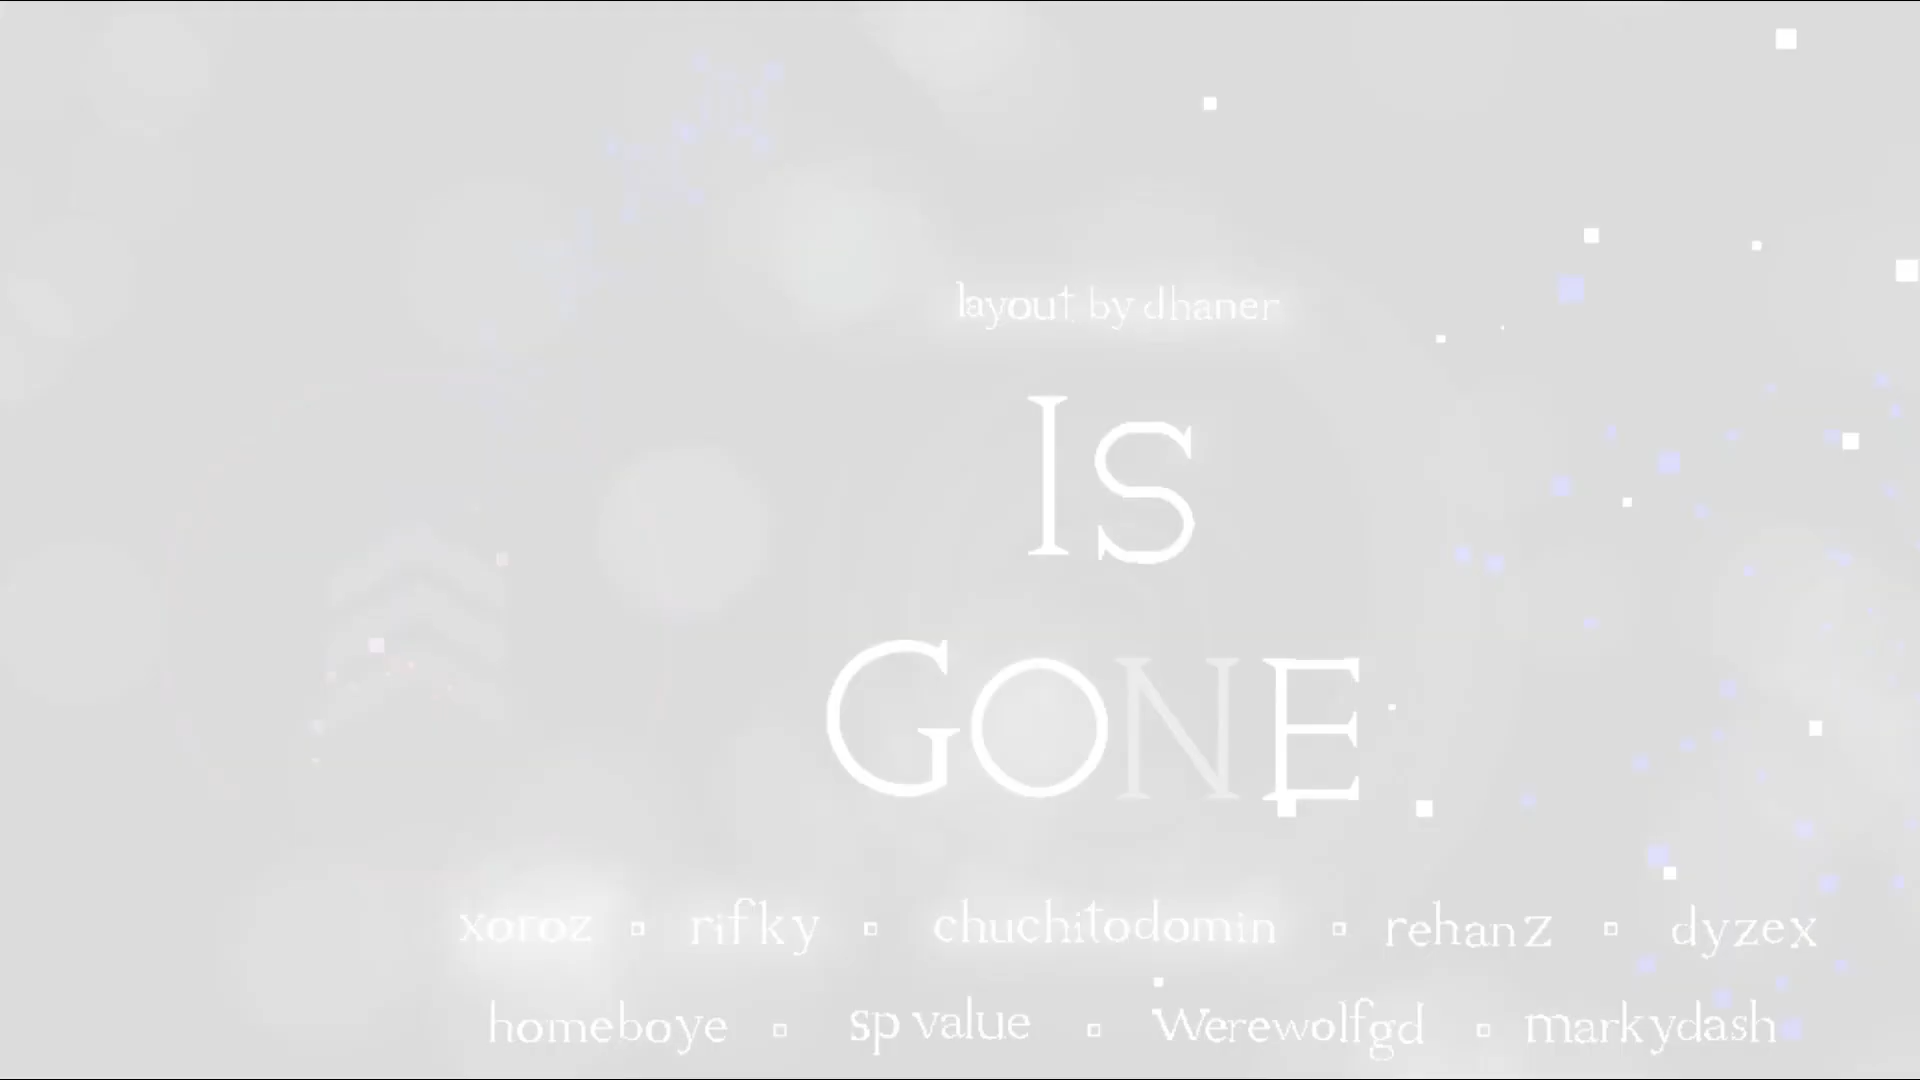 layout by dhaner
Is
GONE
xoroz ▫ rifky ▫ chuchitodomin ▫ rehanz ▫ dyzex
homeboye ▫ sp value ▫ Werewolfgd ▫ markydash